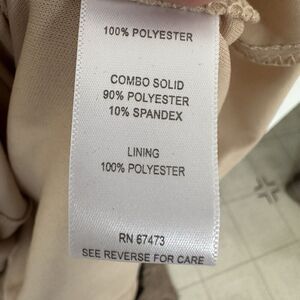 100% POLYESTER
COMBO SOLID
90% POLYESTER
10% SPANDEX
LINING
100% POLYESTER
RN 67473
SEE REVERSE FOR CARE